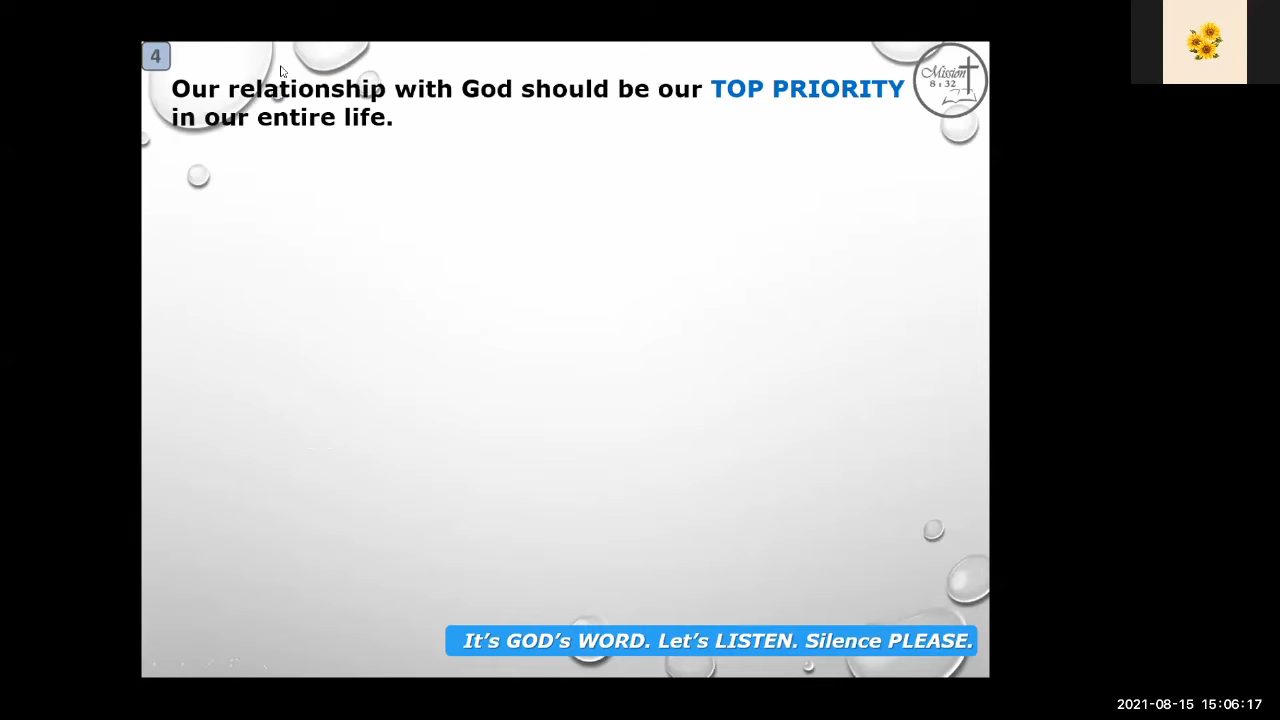 4
Our relationship with God should be our TOP PRIORITY
in our entire life.
Mission
8:32
It's GOD's WORD. Let's LISTEN. Silence PLEASE.
2021-08-15 15:06:17